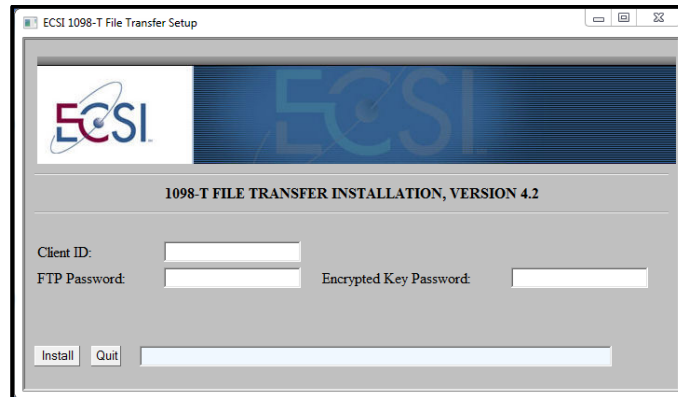 ECSI 1098-T File Transfer Setup
ECSI
ECSI
1098-T FILE TRANSFER INSTALLATION, VERSION 4.2
Client ID:
FTP Password: Encrypted Key Password:
Install Quit